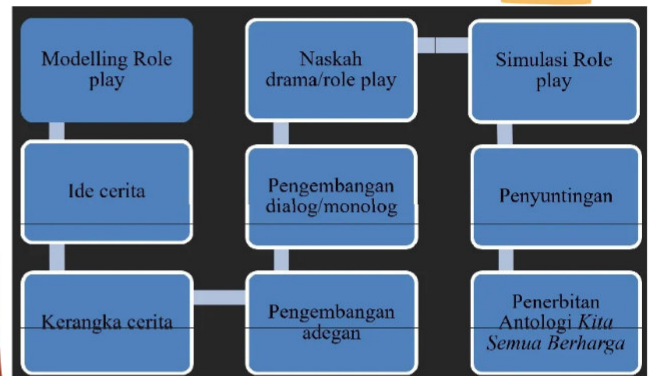 Modelling Role
play
Ide cerita
Kerangka cerita
Pengembangan
adegan
Pengembangan
dialog/monolog
Naskah
drama/role play
Simulasi Role
play
Penyuntingan
Penerbitan
Antologi Kita
Semua Berharga